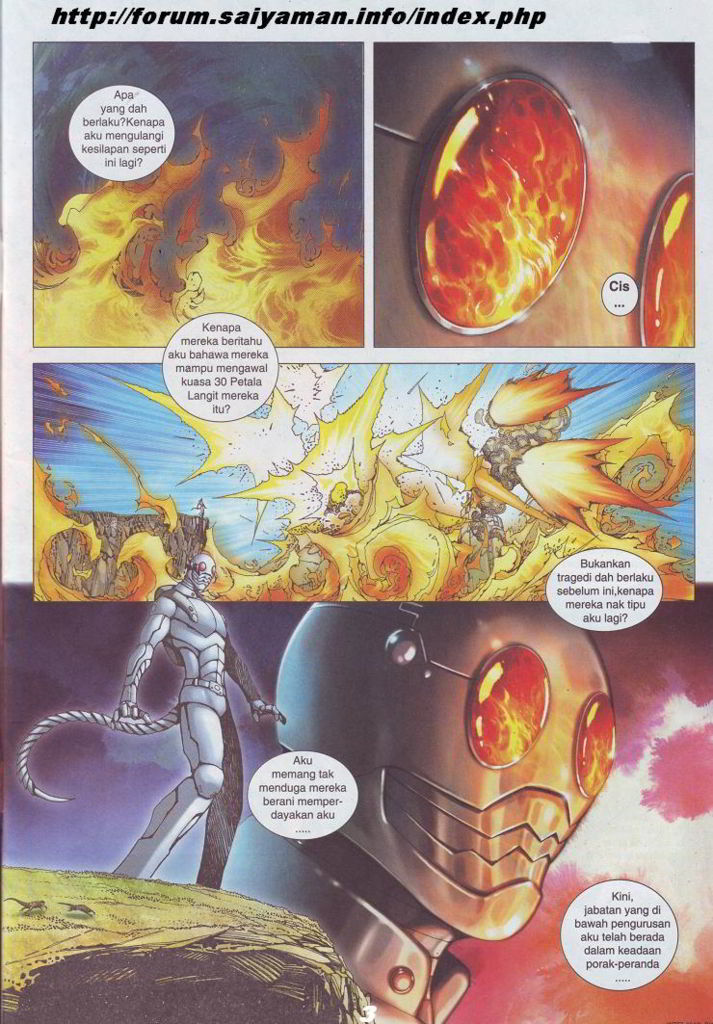 http://forum.saiyaman.info/index.php
Apa
yang dah
berlaku?Kenapa
aku mengulangi
kesilapan seperti
ini lagi?
Cis
...
Kenapa
mereka beritahu
aku bahawa mereka
mampu mengawal
kuasa 30 Petala
Langit mereka
itu?
Bukankan
tragedi dah berlaku
sebelum ini,kenapa
mereka nak tipu
aku lagi?
Aku
memang tak
menduga mereka
berani memper-
dayakan aku
.....
Kini,
jabatan yang di
bawah pengurusan
aku telah berada
dalam keadaan
porak-peranda
.....
3